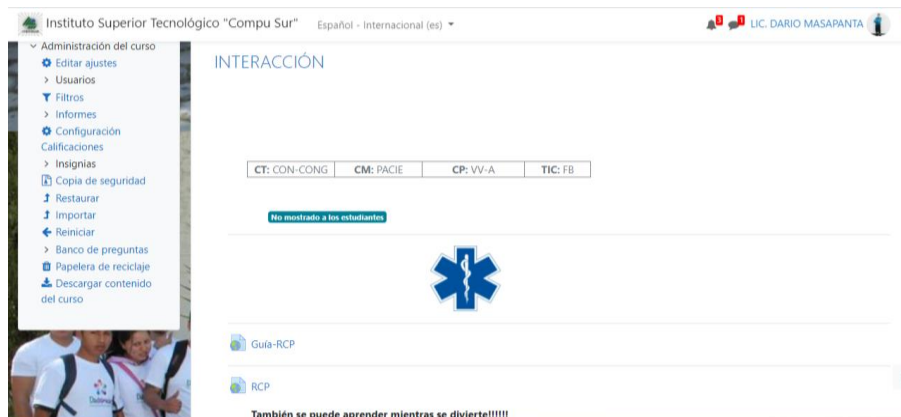 Instituto Superior Tecnológico "Compu Sur"
Español - Internacional (es)
3
1
LIC. DARIO MASAPANTA
Administración del curso
Editar ajustes
Usuarios
Filtros
Informes
Configuración
Calificaciones
Insignias
Copia de seguridad
Restaurar
Importar
Reiniciar
Banco de preguntas
Papelera de reciclaje
Descargar contenido
del curso
INTERACCIÓN
CT: CON-CONG CM: PACIE CP: VV-A TIC: FB
No mostrado a los estudiantes
Guía-RCP
RCP
También se puede aprender mientras se divierte!!!!!!